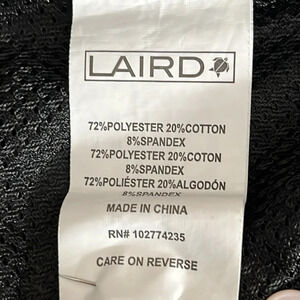 LAIRD
72%POLYESTER 20%COTTON
8%SPANDEX
72%POLYESTER 20%COTON
8%SPANDEX
72%POLIÉSTER 20%ALGODÓN
8%SPANDEX
MADE IN CHINA
RN# 102774235
CARE ON REVERSE